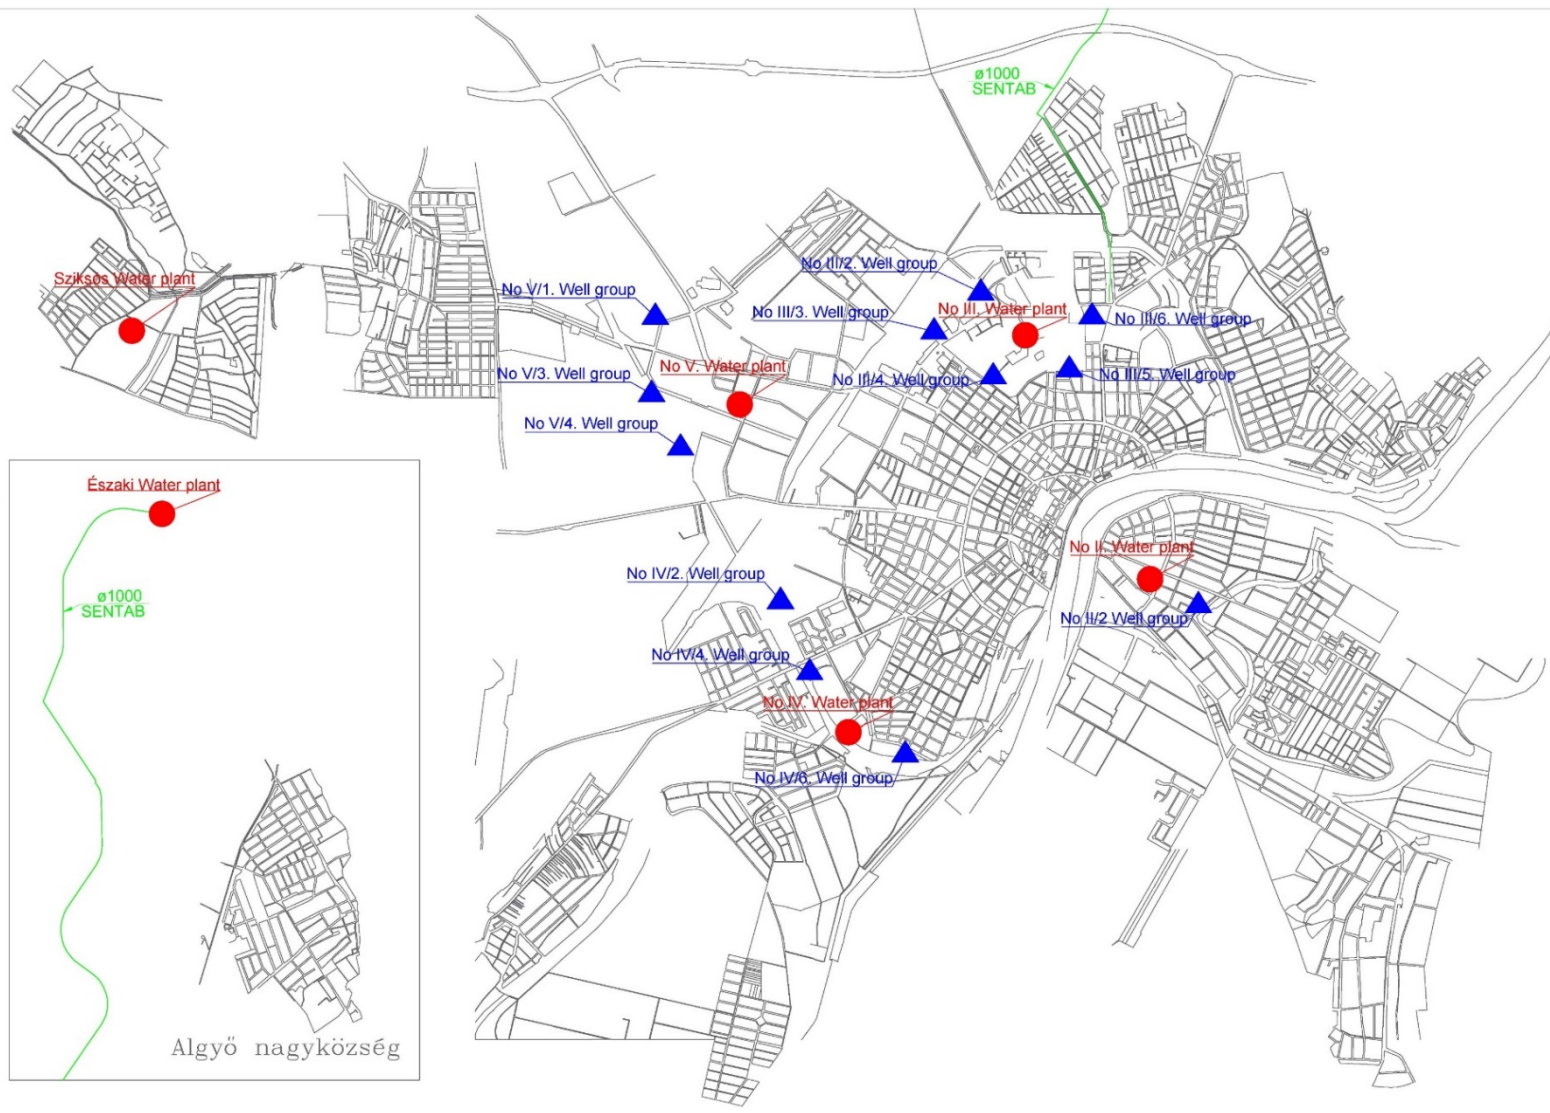 ø1000
SENTAB
Sziksós Water plant
No III/2. Well group
No V/1. Well group
No III/3. Well group
No III. Water plant
No III/6. Well group
No V/3. Well group
No V. Water plant
No III/4. Well group
No III/5. Well group
No V/4. Well group
Északi Water plant
No II. Water plant
No IV/2. Well group
ø1000
SENTAB
No II/2 Well group
No IV/4. Well group
No IV. Water plant
No IV/6. Well group
Algyő nagyközség